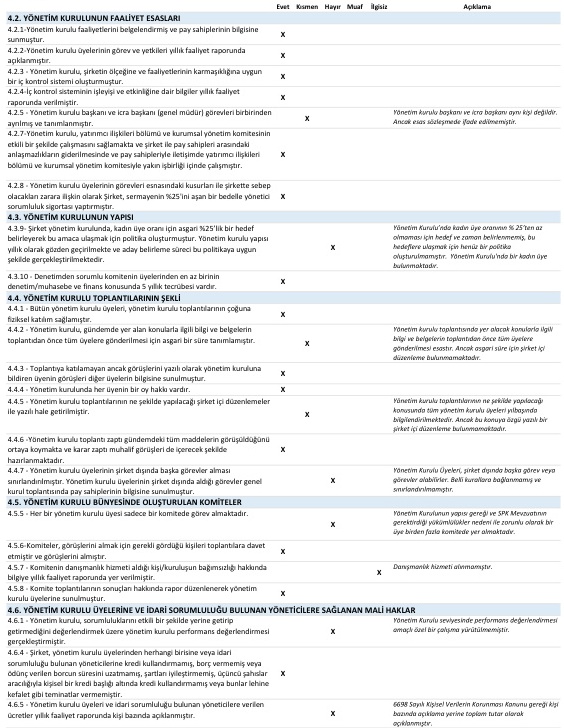 Evet Kısmen Hayır Muaf İlgisiz Açıklama
4.2. YÖNETİM KURULUNUN FAALİYET ESASLARI
4.2.1-Yönetim kurulu faaliyetlerini belgelendirmiş ve pay sahiplerinin bilgisine
sunmuştur.
X
4.2.2-Yönetim kurulu üyelerinin görev ve yetkileri yıllık faaliyet raporunda
açıklanmıştır.
X
4.2.3 - Yönetim kurulu, şirketin ölçeğine ve faaliyetlerinin karmaşıklığına uygun
bir iç kontrol sistemi oluşturmuştur.
X
4.2.4-İç kontrol sisteminin işleyişi ve etkinliğine dair bilgiler yıllık faaliyet
raporunda verilmiştir.
X
4.2.5 - Yönetim kurulu başkanı ve icra başkanı (genel müdür) görevleri birbirinden
ayrılmış ve tanımlanmıştır.
X
Yönetim kurulu başkanı ve icra başkanı aynı kişi değildir.
Ancak esas sözleşmede ifade edilmemiştir.
4.2.7-Yönetim kurulu, yatırımcı ilişkileri bölümü ve kurumsal yönetim komitesinin
etkili bir şekilde çalışmasını sağlamakta ve şirket ile pay sahipleri arasındaki
anlaşmazlıkların giderilmesinde ve pay sahipleriyle iletişimde yatırımcı ilişkileri
bölümü ve kurumsal yönetim komitesiyle yakın işbirliği içinde çalışmıştır.
X
4.2.8 - Yönetim kurulu üyelerinin görevleri esnasındaki kusurları ile şirkette sebep
olacakları zarara ilişkin olarak Şirket, sermayenin %25'ini aşan bir bedelle yönetici
sorumluluk sigortası yaptırmıştır.
X
4.3. YÖNETİM KURULUNUN YAPISI
4.3.9- Şirket yönetim kurulunda, kadın üye oranı için asgari %25'lik bir hedef
belirleyerek bu amaca ulaşmak için politika oluşturmuştur. Yönetim kurulu yapısı
yıllık olarak gözden geçirilmekte ve aday belirleme süreci bu politikaya uygun
şekilde gerçekleştirilmektedir.
X
Yönetim Kurulu'nda kadın üye oranının % 25'ten az
olmaması için hedef ve zaman belirlenmemiş, bu
hedeflere ulaşmak için henüz bir politika
oluşturulmamıştır. Yönetim Kurulu'nda bir kadın üye
bulunmaktadır.
4.3.10 - Denetimden sorumlu komitenin üyelerinden en az birinin
denetim/muhasebe ve finans konusunda 5 yıllık tecrübesi vardır.
X
4.4. YÖNETİM KURULU TOPLANTILARININ ŞEKLİ
4.4.1 - Bütün yönetim kurulu üyeleri, yönetim kurulu toplantılarının çoğuna
fiziksel katılım sağlamıştır.
X
4.4.2 - Yönetim kurulu, gündemde yer alan konularla ilgili bilgi ve belgelerin
toplantıdan önce tüm üyelere gönderilmesi için asgari bir süre tanımlamıştır.
X
Yönetim kurulu toplantısında yer olacak konularla ilgili
bilgi ve belgelerin toplantıdan önce tüm üyelere
gönderilmesi esastır. Ancak asgari süre için şirket içi
düzenleme bulunmamaktadır.
4.4.3 - Toplantıya katılamayan ancak görüşlerini yazılı olarak yönetim kuruluna
bildiren üyenin görüşleri diğer üyelerin bilgisine sunulmuştur.
X
4.4.4 - Yönetim kurulunda her üyenin bir oy hakkı vardır.
X
4.4.5 - Yönetim kurulu toplantılarının ne şekilde yapılacağı şirket içi düzenlemeler
ile yazılı hale getirilmiştir.
X
Yönetim kurulu toplantılarının ne şekilde yapılacağı
konusunda tüm yönetim kurulu üyeleri yılbaşında
bilgilendirilmektedir. Ancak bu konuya özgü yazılı bir
şirket içi düzenleme bulunmamaktadır.
4.4.6 -Yönetim kurulu toplantı zaptı gündemdeki tüm maddelerin görüşüldüğünü
ortaya koymakta ve karar zaptı muhalif görüşleri de içerecek şekilde
hazırlanmaktadır.
X
4.4.7 - Yönetim kurulu üyelerinin şirket dışında başka görevler alması
sınırlandırılmıştır. Yönetim kurulu üyelerinin şirket dışında aldığı görevler genel
kurul toplantısında pay sahiplerinin bilgisine sunulmuştur.
X
Yönetim Kurulu Üyeleri, şirket dışında başka görev veya
görevler alabilirler. Belli kurallara bağlanmamış ve
sınırlandırılmamıştır.
4.5. YÖNETİM KURULU BÜNYESİNDE OLUŞTURULAN KOMİTELER
4.5.5 - Her bir yönetim kurulu üyesi sadece bir komitede görev almaktadır.
X
Yönetim Kurulunun yapısı gereği ve SPK Mevzuatının
gerektirdiği yükümlülükler nedeni ile zorunlu olarak bir
üye birden fazla komitede yer almaktadır.
4.5.6-Komiteler, görüşlerini almak için gerekli gördüğü kişileri toplantılara davet
etmiştir ve görüşlerini almıştır.
X
4.5.7 - Komitenin danışmanlık hizmeti aldığı kişi/kuruluşun bağımsızlığı hakkında
bilgiye yıllık faaliyet raporunda yer verilmiştir.
X
Danışmanlık hizmeti alınmamıştır.
4.5.8 - Komite toplantılarının sonuçları hakkında rapor düzenlenerek yönetim
kurulu üyelerine sunulmuştur.
X
4.6. YÖNETİM KURULU ÜYELERİNE VE İDARİ SORUMLULUĞU BULUNAN YÖNETİCİLERE SAĞLANAN MALİ HAKLAR
4.6.1 - Yönetim kurulu, sorumluluklarını etkili bir şekilde yerine getirip
getirmediğini değerlendirmek üzere yönetim kurulu performans değerlendirmesi
gerçekleştirmiştir.
X
Yönetim Kurulu seviyesinde performans değerlendirmesi
amaçlı özel bir çalışma yürütülmemiştir.
4.6.4 - Şirket, yönetim kurulu üyelerinden herhangi birisine veya idari
sorumluluğu bulunan yöneticilerine kredi kullandırmamış, borç vermemiş veya
ödünç verilen borcun süresini uzatmamış, şartları iyileştirmemiş, üçüncü şahıslar
aracılığıyla kişisel bir kredi başlığı altında kredi kullandırmamış veya bunlar lehine
kefalet gibi teminatlar vermemiştir.
X
4.6.5 - Yönetim kurulu üyeleri ve idari sorumluluğu bulunan yöneticilere verilen
ücretler yıllık faaliyet raporunda kişi bazında açıklanmıştır.
X
6698 Sayılı Kişisel Verilerin Korunması Kanunu gereği kişi
bazında açıklama yerine toplam tutar olarak
açıklanmıştır.